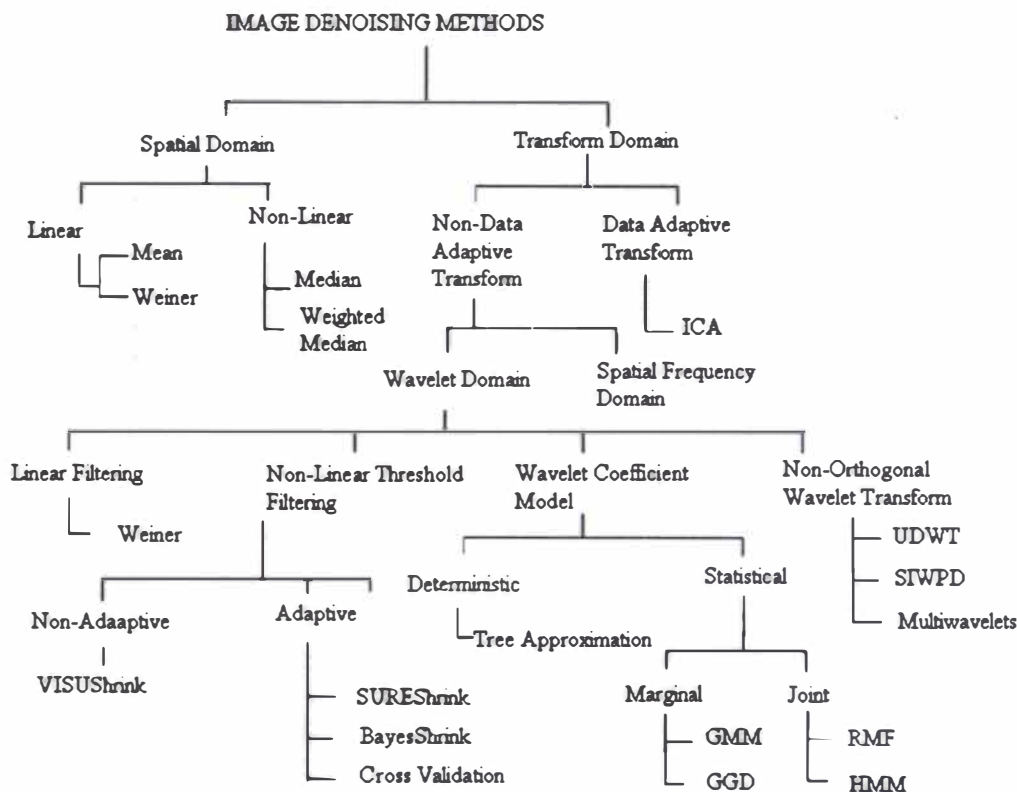 IMAGE DENOISING METHODS
Spatial Domain
Transform Domain
Linear
Mean
Weiner
Non-Linear
Median
Weighted
Median
Non-Data
Adaptive
Transform
Data Adaptive
Transform
ICA
Wavelet Domain
Spatial Frequency
Domain
Linear Filtering
Weiner
Non-Linear Threshold
Filtering
Non-Adaaptive
VISUShrink
Adaptive
SUREShrink
BayesShrink
Cross Validation
Wavelet Coefficient
Model
Deterministic
Tree Approximation
Statistical
Marginal
GMM
GGD
Joint
RMF
HMM
Non-Orthogonal
Wavelet Transform
UDWT
SIWPD
Multiwavelets